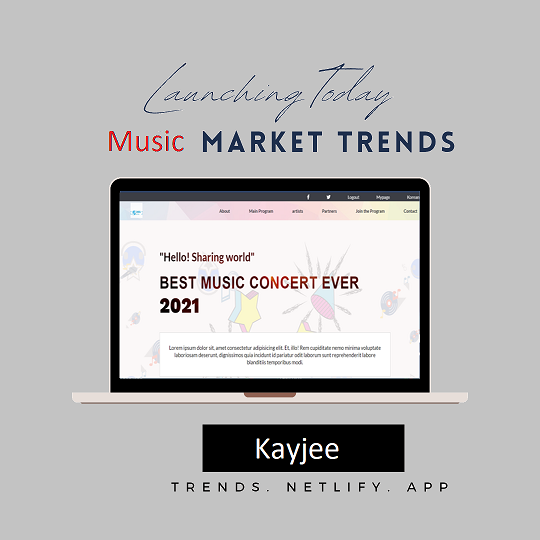 Launching Today
Music MARKET TRENDS
Logout Mypage Korean
About Main Program artists Partners Join the Program Contact
"Hello! Sharing world"
BEST MUSIC CONCERT EVER
2021
Lorem ipsum dolor sit, amet consectetur adipisicing elit. Et, illo! Rem cupiditate nemo minima voluptate
laboriosam deserunt, dignissimos quia incidunt id pariatur odit laborum sunt reprehenderit labore
blanditiis temporibus modi.
Kayjee
TRENDS. NETLIFY. APP